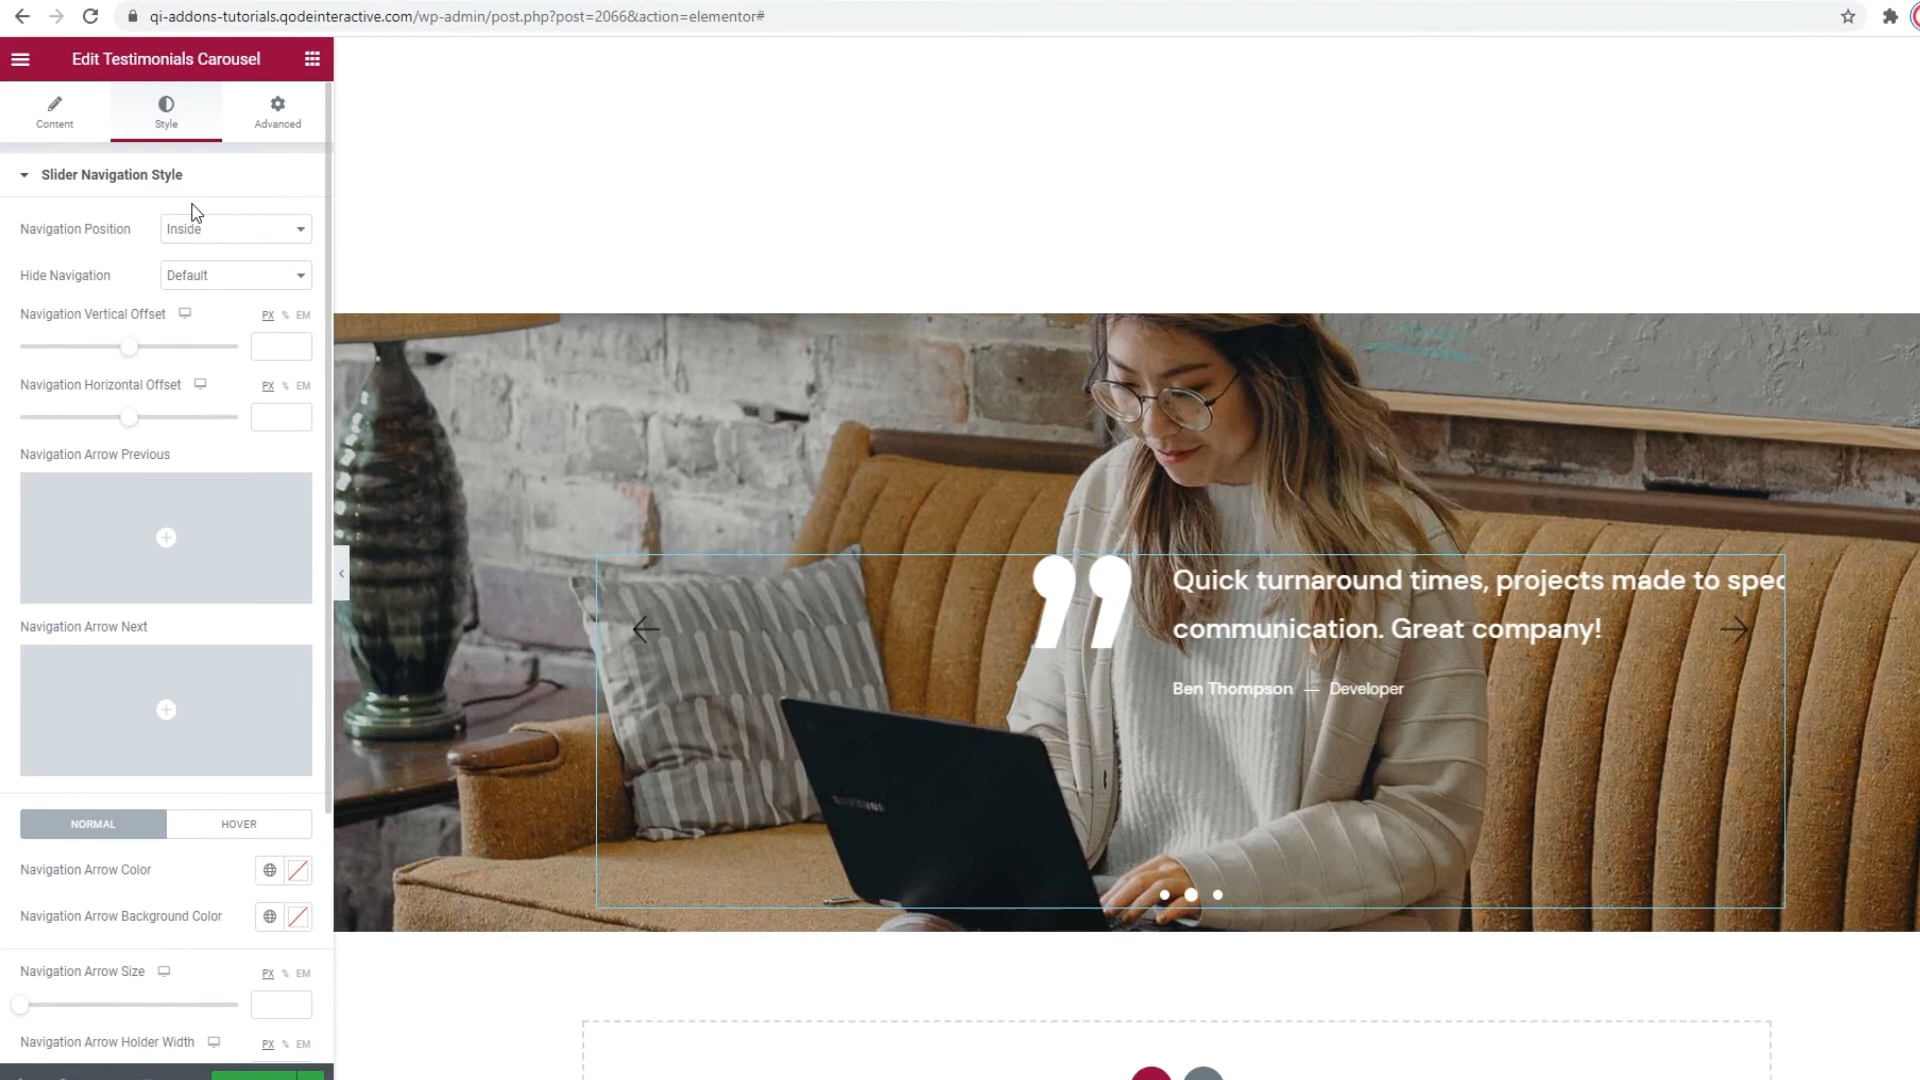 qi-addons-tutorials.qodeinteractive.com/wp-admin/post.php?post=2066&action=elementor#
Edit Testimonials Carousel
Content
Style
Advanced
Slider Navigation Style
Navigation Position
Inside
Hide Navigation
Default
Navigation Vertical Offset
PX % EM
Navigation Horizontal Offset
PX % EM
Navigation Arrow Previous
Navigation Arrow Next
NORMAL
HOVER
Navigation Arrow Color
Navigation Arrow Background Color
Navigation Arrow Size
PX % EM
Navigation Arrow Holder Width
PX % EM
Quick turnaround times, projects made to spec
communication. Great company!
Ben Thompson — Developer
SAMSUNG